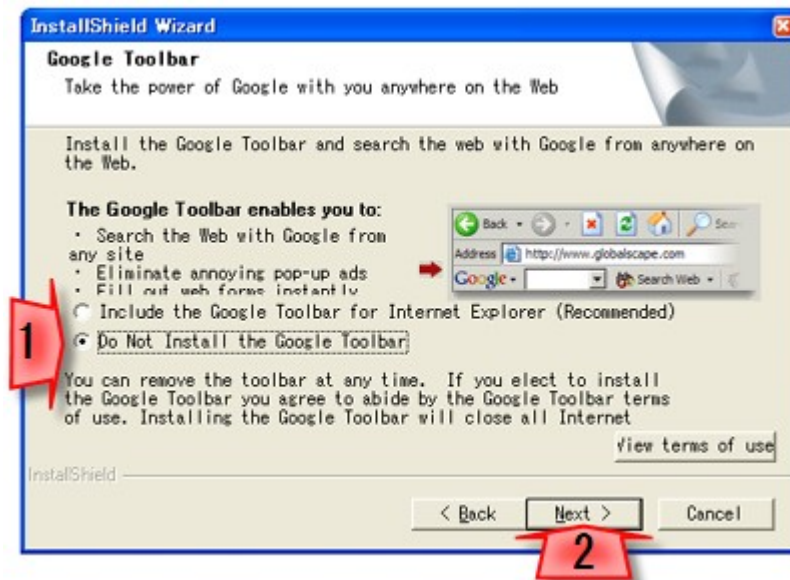 InstallShield Wizard
Google Toolbar
Take the power of Google with you anywhere on the Web
Install the Google Toolbar and search the web with Google from anywhere on
the Web.
The Google Toolbar enables you to:
· Search the Web with Google from
any site
· Eliminate annoying pop-up ads
· Fill out web forms instantly
Back
Address http://www.globalscape.com
Google Search Web
Include the Google Toolbar for Internet Explorer (Recommended)
1
Do Not Install the Google Toolbar
You can remove the toolbar at any time. If you elect to install
the Google Toolbar you agree to abide by the Google Toolbar terms
of use. Installing the Google Toolbar will close all Internet
View terms of use
InstallShield
< Back Next > Cancel
2